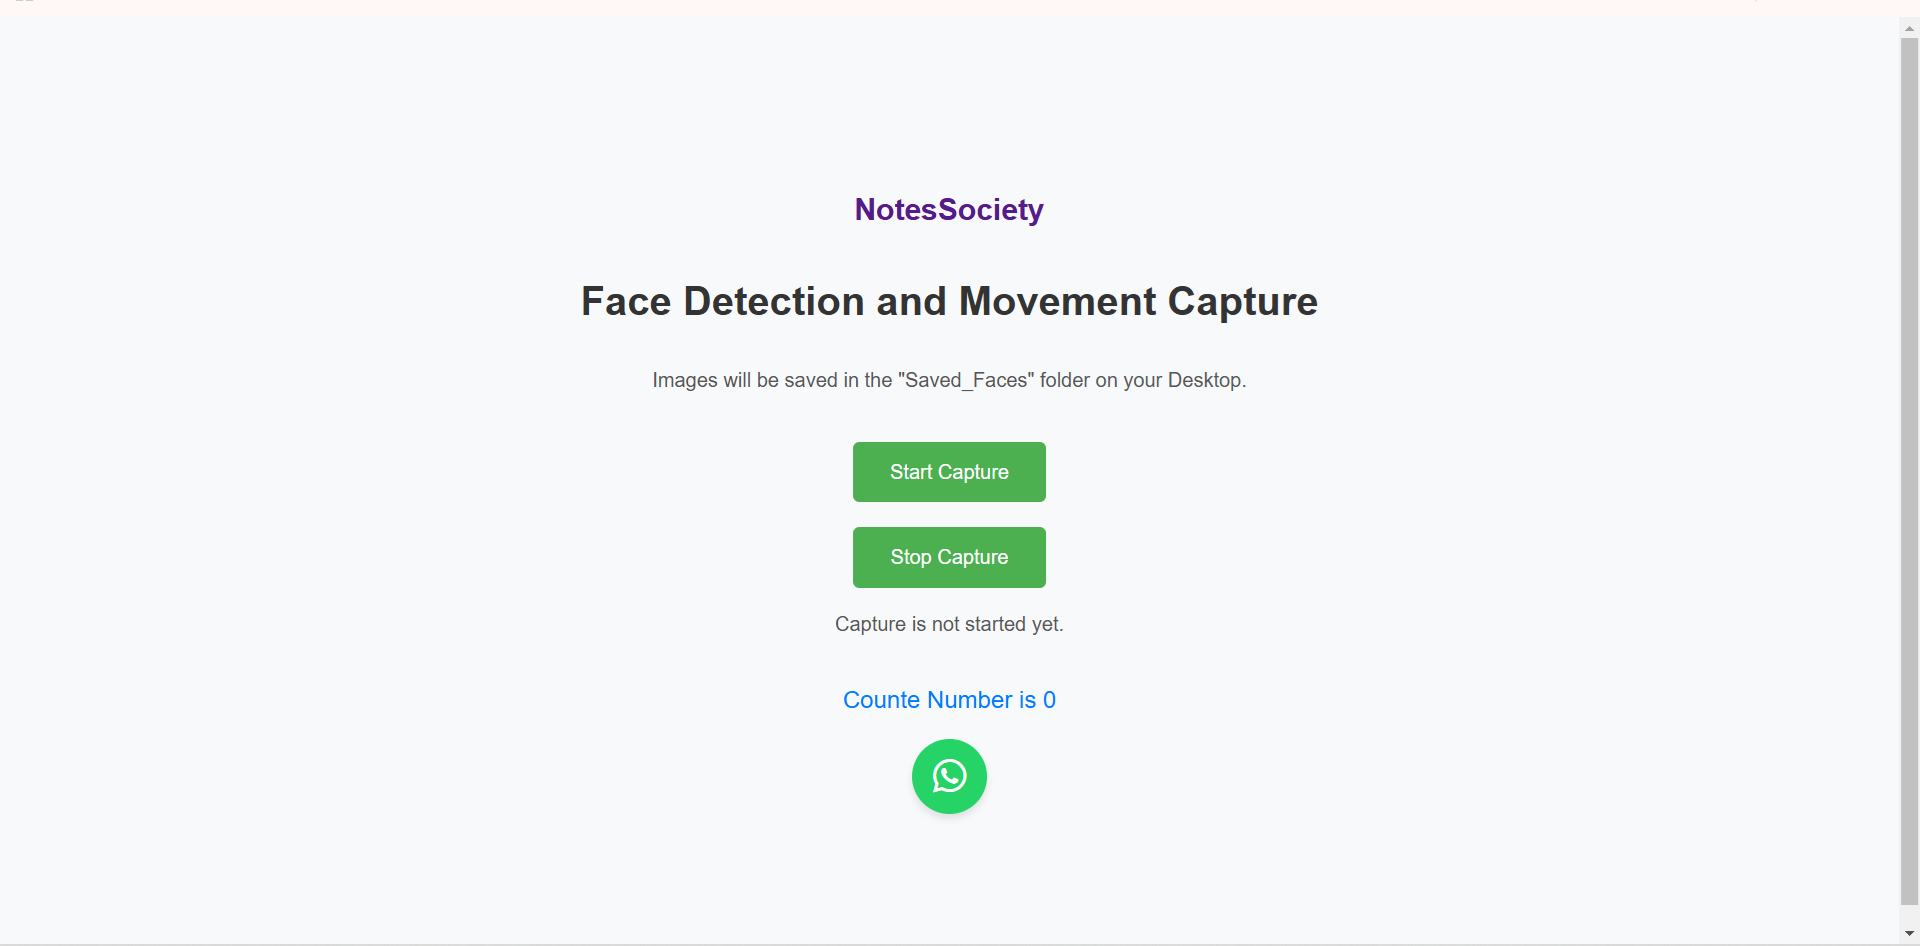 NotesSociety
Face Detection and Movement Capture
Images will be saved in the "Saved_Faces" folder on your Desktop.
Start Capture
Stop Capture
Capture is not started yet.
Counte Number is 0